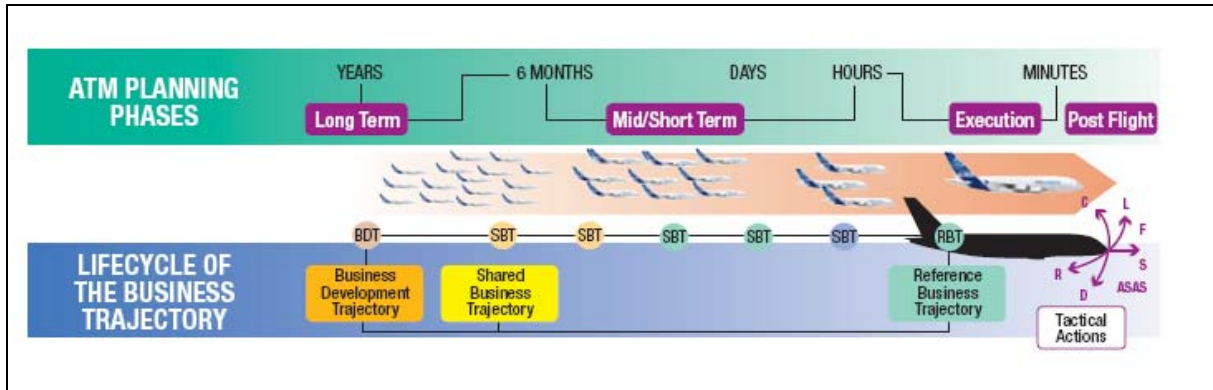 ATM PLANNING
PHASES
YEARS
6 MONTHS
DAYS
HOURS
MINUTES
Long Term
Mid/Short Term
Execution
Post Flight
BDT
SBT
SBT
SBT
SBT
SBT
RBT
C
L
F
S
R
D
ASAS
LIFECYCLE OF
THE BUSINESS
TRAJECTORY
Business
Development
Trajectory
Shared
Business
Trajectory
Reference
Business
Trajectory
Tactical
Actions